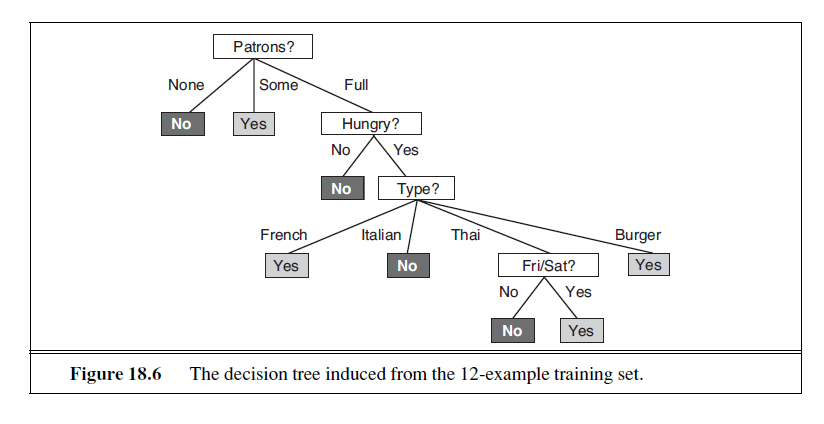 Patrons?
None Some Full
No Yes Hungry?
No Yes
No Type?
French Italian Thai Burger
Yes No Fri/Sat? Yes
No Yes
No Yes
Figure 18.6 The decision tree induced from the 12-example training set.